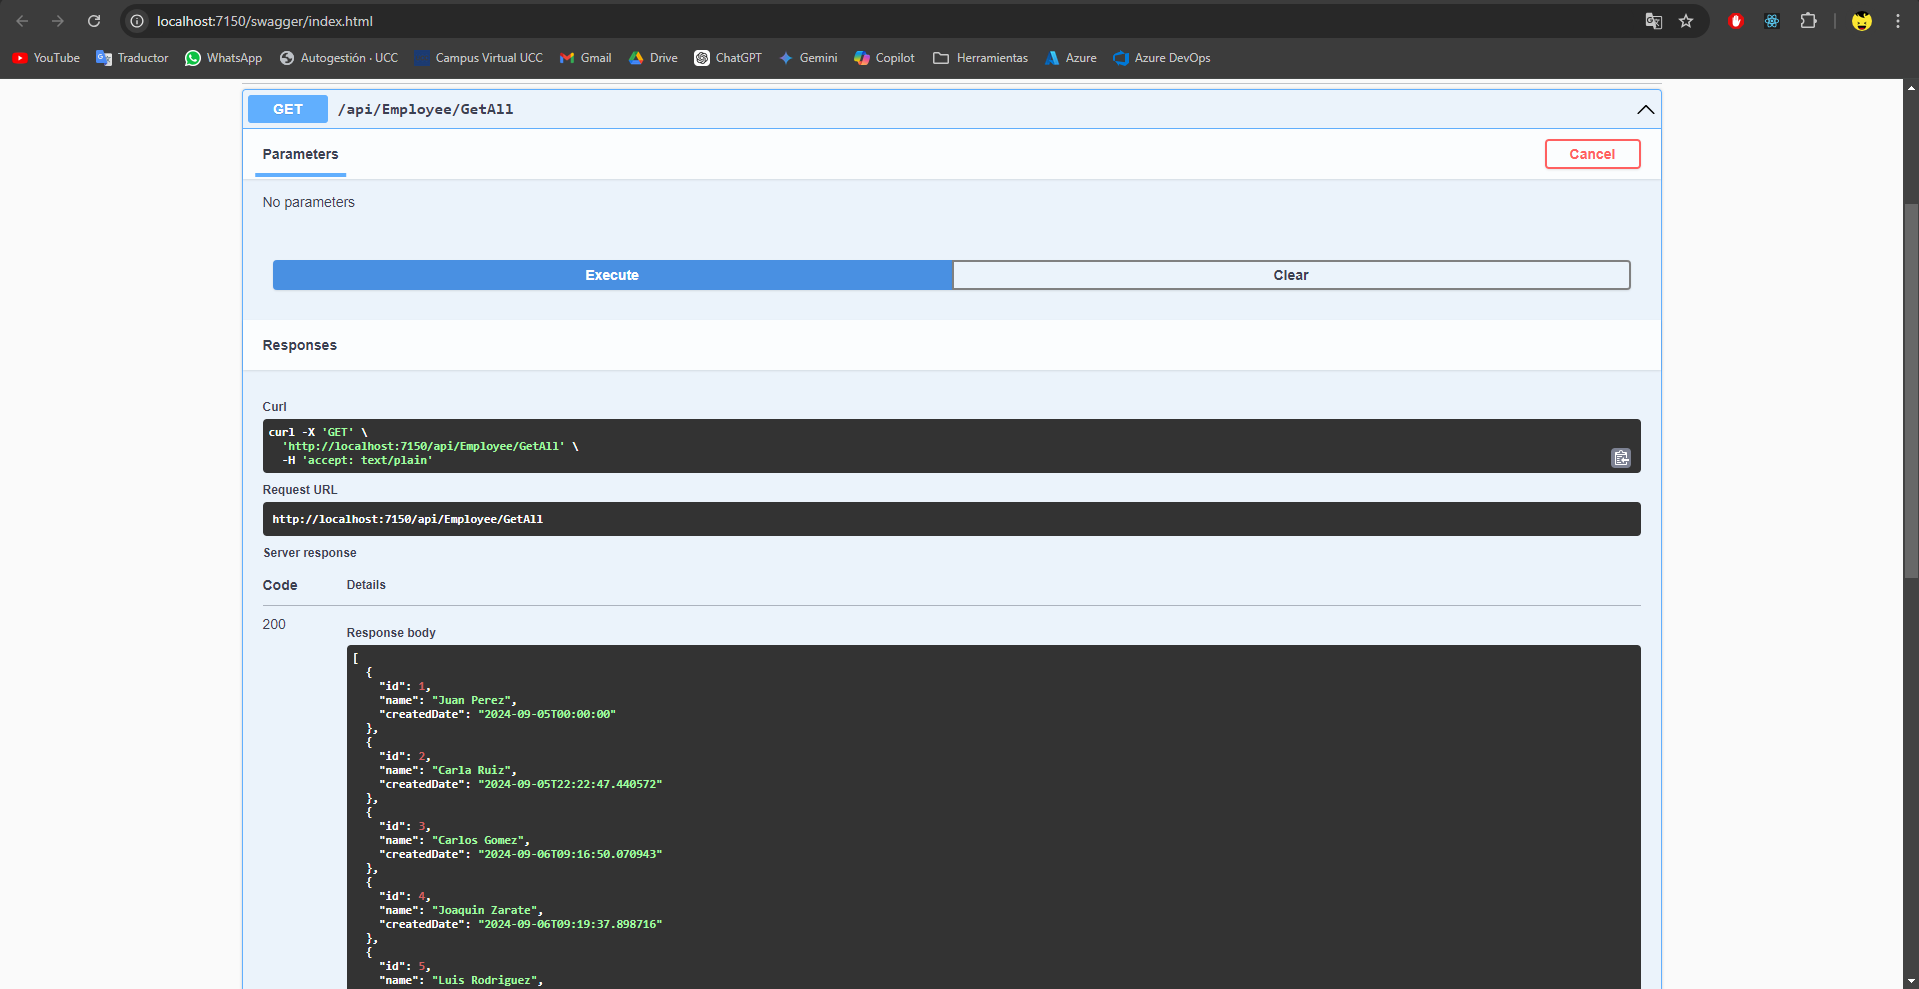 localhost:7150/swagger/index.html
YouTube Traductor WhatsApp Autogestión · UCC Campus Virtual UCC Gmail Drive ChatGPT Gemini Copilot Herramientas Azure Azure DevOps
GET /api/Employee/GetAll
Parameters Cancel
No parameters
Execute Clear
Responses
Curl
curl -X 'GET' \
'http://localhost:7150/api/Employee/GetAll' \
-H 'accept: text/plain'
Request URL
http://localhost:7150/api/Employee/GetAll
Server response
Code Details
200
Response body
[
{
"id": 1,
"name": "Juan Perez",
"createdDate": "2024-09-05T00:00:00"
},
{
"id": 2,
"name": "Carla Ruiz",
"createdDate": "2024-09-05T22:22:47.440572"
},
{
"id": 3,
"name": "Carlos Gomez",
"createdDate": "2024-09-06T09:16:50.070943"
},
{
"id": 4,
"name": "Joaquin Zarate",
"createdDate": "2024-09-06T09:19:37.898716"
},
{
"id": 5,
"name": "Luis Rodriguez",